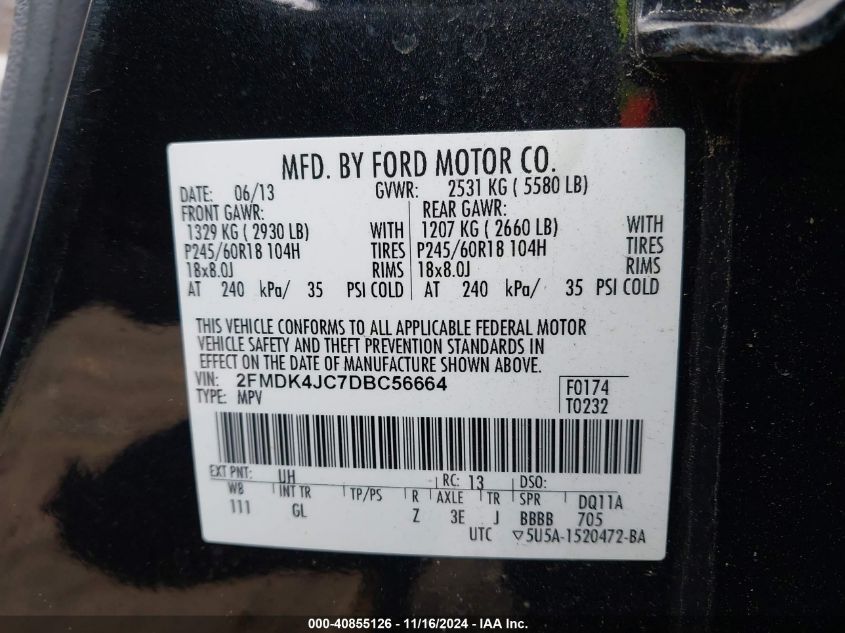 MFD. BY FORD MOTOR CO.
DATE: 06/13 GVWR: 2531 KG ( 5580 LB)
FRONT GAWR: REAR GAWR:
1329 KG ( 2930 LB) WITH 1207 KG ( 2660 LB) WITH
P245/60R18 104H TIRES P245/60R18 104H TIRES
18x8.0J RIMS 18x8.0J RIMS
AT 240 kPa/ 35 PSI COLD AT 240 kPa/ 35 PSI COLD
THIS VEHICLE CONFORMS TO ALL APPLICABLE FEDERAL MOTOR
VEHICLE SAFETY AND THEFT PREVENTION STANDARDS IN
EFFECT ON THE DATE OF MANUFACTURE SHOWN ABOVE.
VIN: 2FMDK4JC7DBC56664 F0174
TYPE: MPV T0232
EXT PNT: UH RC: 13 DSO:
WB INT TR TP/PS R AXLE TR SPR DQ11A
111 GL Z 3E J BBBB 705
UTC ▽5U5A-1520472-BA
000-40855126 - 11/16/2024 - IAA Inc.